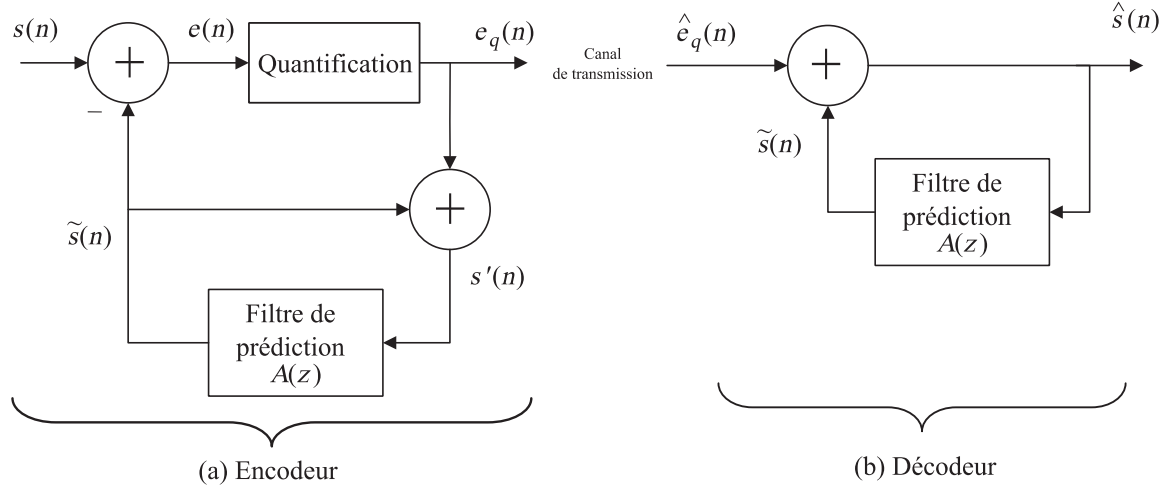 s(n)
+
e(n)
Quantification
e_q(n)
Canal
de transmission
ê_q(n)
+
ŝ(n)
−
s̃(n)
+
s̃(n)
s'(n)
Filtre de
prédiction
A(z)
Filtre de
prédiction
A(z)
(a) Encodeur
(b) Décodeur